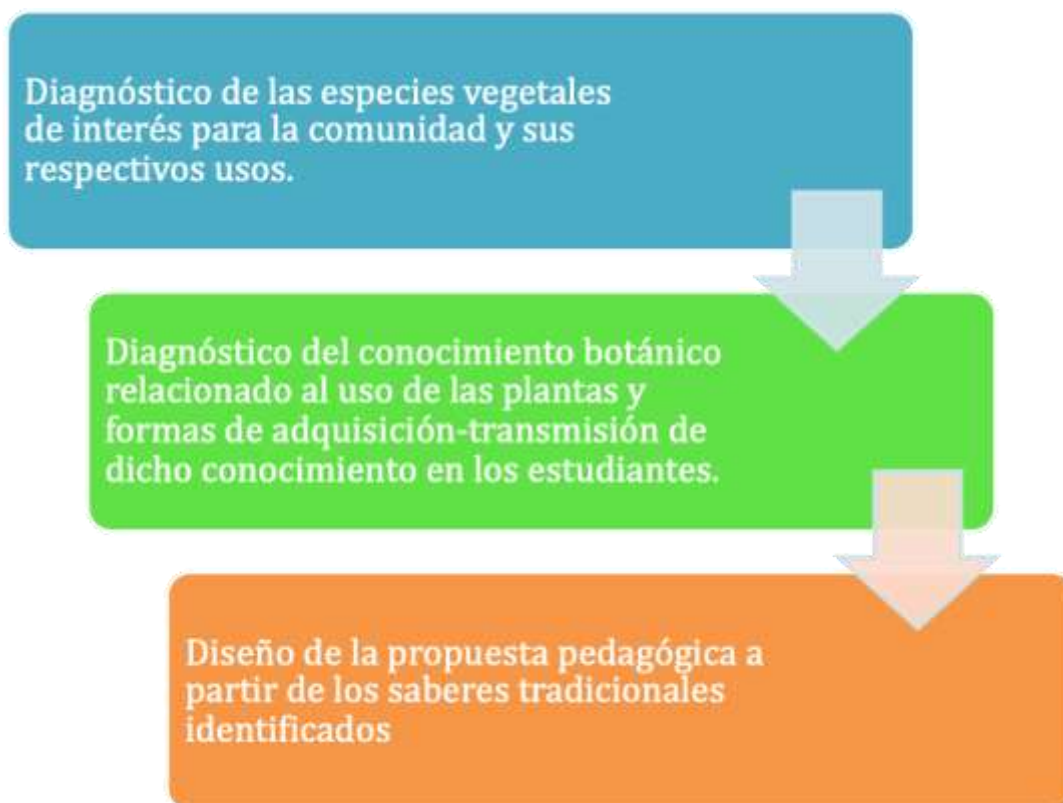 Diagnóstico de las especies vegetales
de interés para la comunidad y sus
respectivos usos.
Diagnóstico del conocimiento botánico
relacionado al uso de las plantas y
formas de adquisición-transmisión de
dicho conocimiento en los estudiantes.
Diseño de la propuesta pedagógica a
partir de los saberes tradicionales
identificados